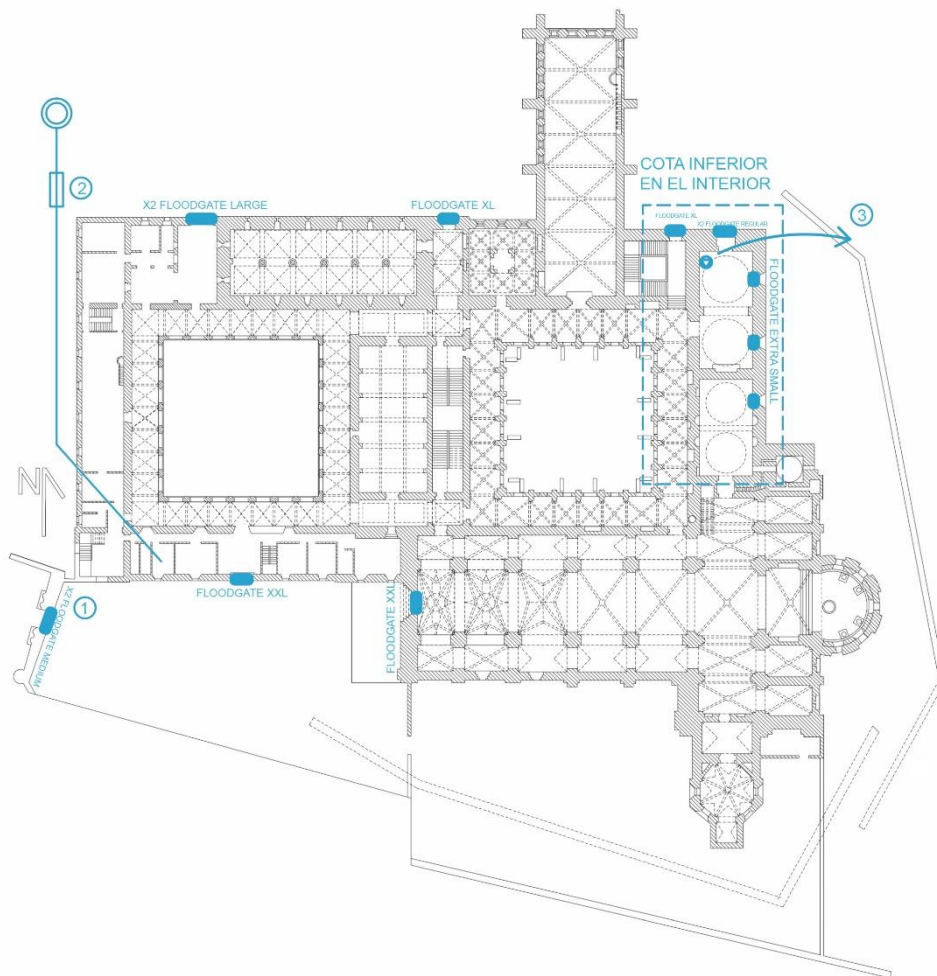 COTA INFERIOR
EN EL INTERIOR
2
X2 FLOODGATE LARGE
FLOODGATE XL
FLOODGATE XL
X2 FLOODGATE REGULAR
3
FLOODGATE EXTRA SMALL
N
1
X2 FLOODGATE MEDIUM
FLOODGATE XXL
FLOODGATE XXL